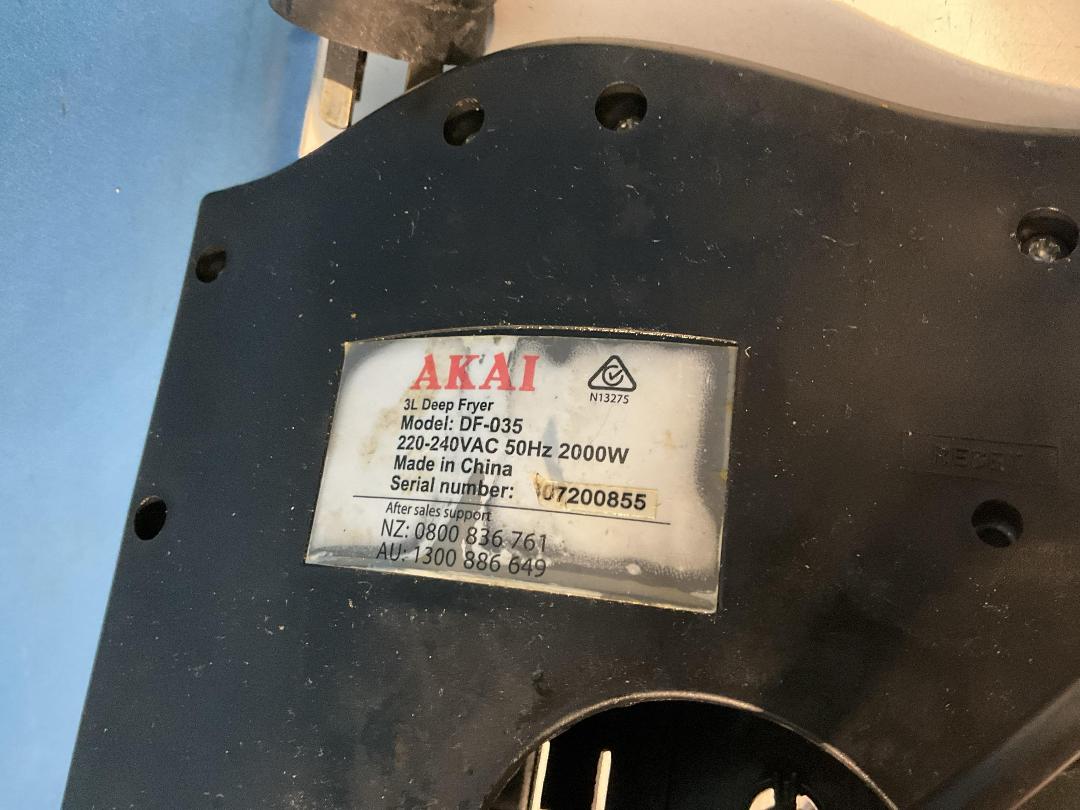 AKAI
N13275
3L Deep Fryer
Model: DF-035
220-240VAC 50Hz 2000W
Made in China
Serial number: 07200855
After sales support
NZ: 0800 836 761
AU: 1300 886 649
RESET